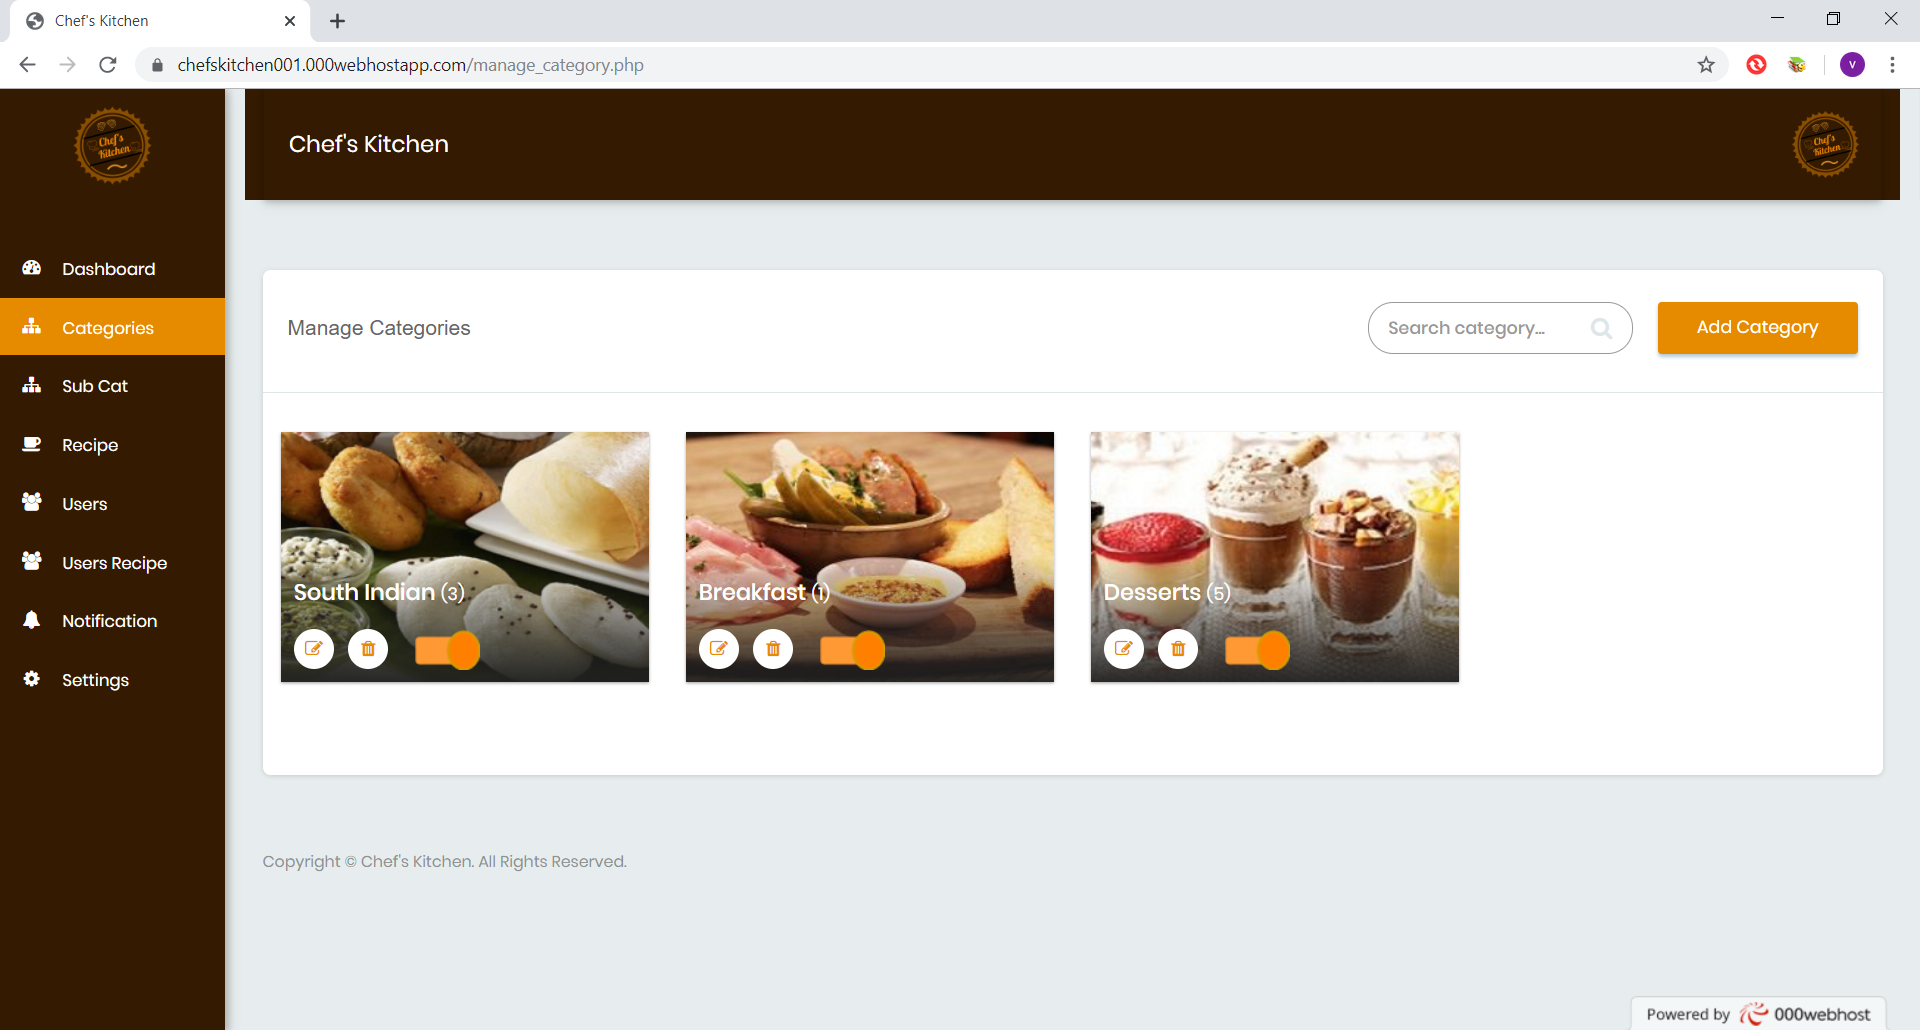 Chef's Kitchen
chefskitchen001.000webhostapp.com/manage_category.php
V
Chef's
Kitchen
Chef's Kitchen
Chef's
Kitchen
Dashboard
Categories
Sub Cat
Recipe
Users
Users Recipe
Notification
Settings
Manage Categories
Search category...
Add Category
South Indian (3)
Breakfast (1)
Desserts (5)
Copyright © Chef's Kitchen. All Rights Reserved.
Powered by 000webhost